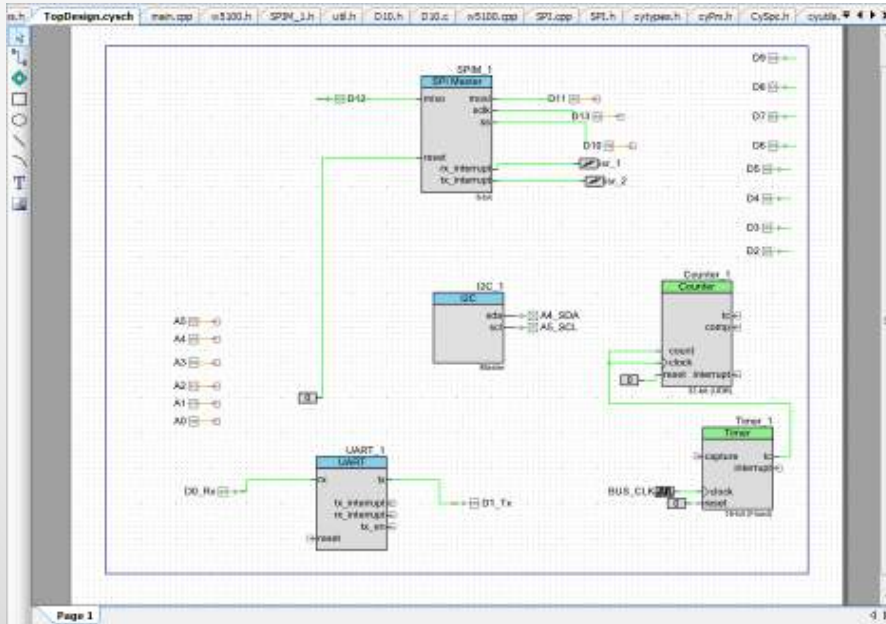 TopDesign.cysch main.cpp w5100.h SPIM_1.h util.h D10.h D10.c w5100.cpp SPI.cpp SPI.h cytypes.h cyPm.h CySpc.h
SPIM_1
SPI Master
D12
miso
mosi
sclk
ss
D11
D13
D10
reset
rx_interrupt
tx_interrupt
isr_1
isr_2
D9
D8
D7
D6
D5
D4
D3
D2
I2C_1
I2C
sda
scl
A4_SDA
A5_SCL
Master
Counter_1
Counter
tc
comp
count
clock
reset interrupt
0
A5
A4
A3
A2
A1
A0
0
Timer_1
Timer
capture tc
interrupt
BUS_CLK
clock
0
reset
UART_1
UART
D0_Rx
rx tx
D1_Tx
tx_interrupt
rx_interrupt
tx_en
reset
Page 1